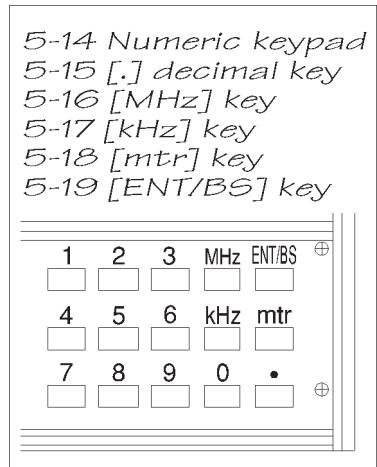 5-14 Numeric keypad
5-15 [.] decimal key
5-16 [MHz] key
5-17 [kHz] key
5-18 [mtr] key
5-19 [ENT/BS] key
1 2 3 MHz ENT/BS
4 5 6 kHz mtr
7 8 9 0 •